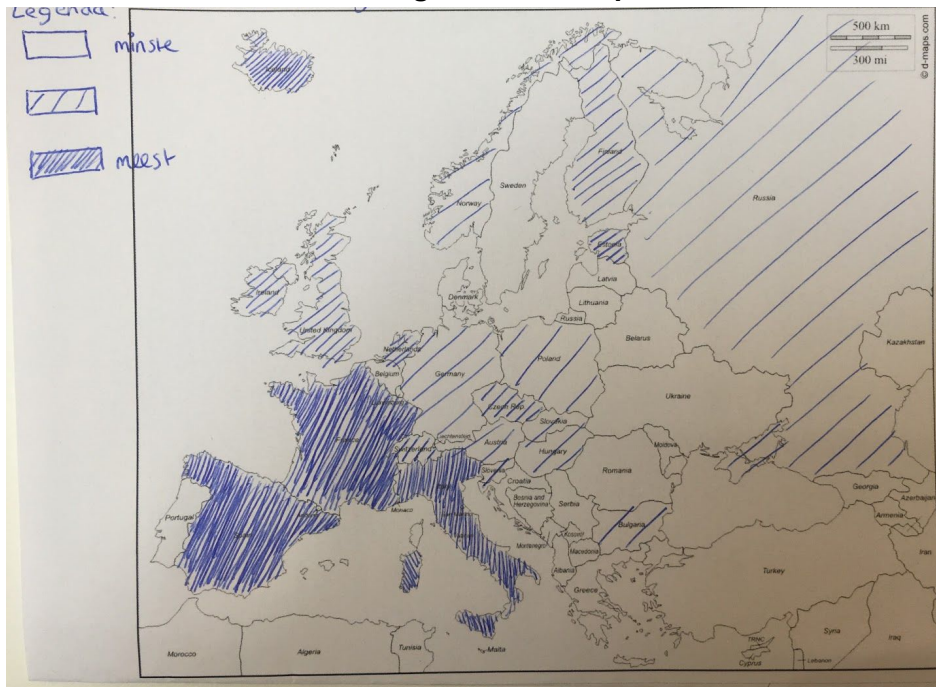 Legenda:
minste
meest
500 km
300 mi
© d-maps.com
Iceland
Norway
Sweden
Finland
Russia
Estonia
Latvia
Lithuania
Russia
Denmark
Ireland
United Kingdom
Netherlands
Belgium
Germany
Poland
Belarus
Kazakhstan
Ukraine
Czech Rep.
Slovakia
Liechtenstein
Austria
Hungary
Moldova
France
Switzerland
Slovenia
Croatia
Romania
Bosnia and
Herzegovina
Serbia
Georgia
Azerbaijan
Armenia
Monaco
Portugal
Montenegro
Kosovo
Bulgaria
Macedonia
Albania
Greece
Turkey
Iran
Morocco
Algeria
Tunisia
Malta
TRNC
Cyprus
Syria
Lebanon
Iraq